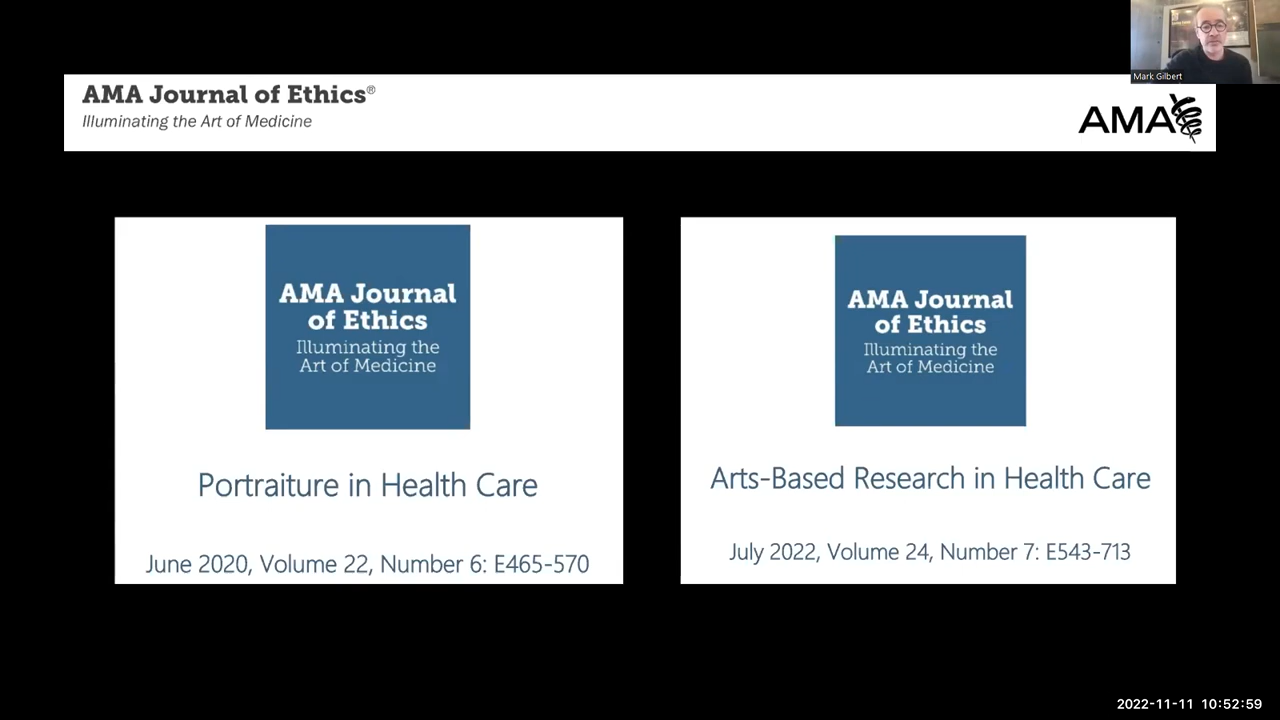 Mark Gilbert
AMA Journal of Ethics®
Illuminating the Art of Medicine
AMA
AMA Journal
of Ethics
Illuminating the
Art of Medicine
Portraiture in Health Care
June 2020, Volume 22, Number 6: E465-570
AMA Journal
of Ethics
Illuminating the
Art of Medicine
Arts-Based Research in Health Care
July 2022, Volume 24, Number 7: E543-713
2022-11-11 10:52:59